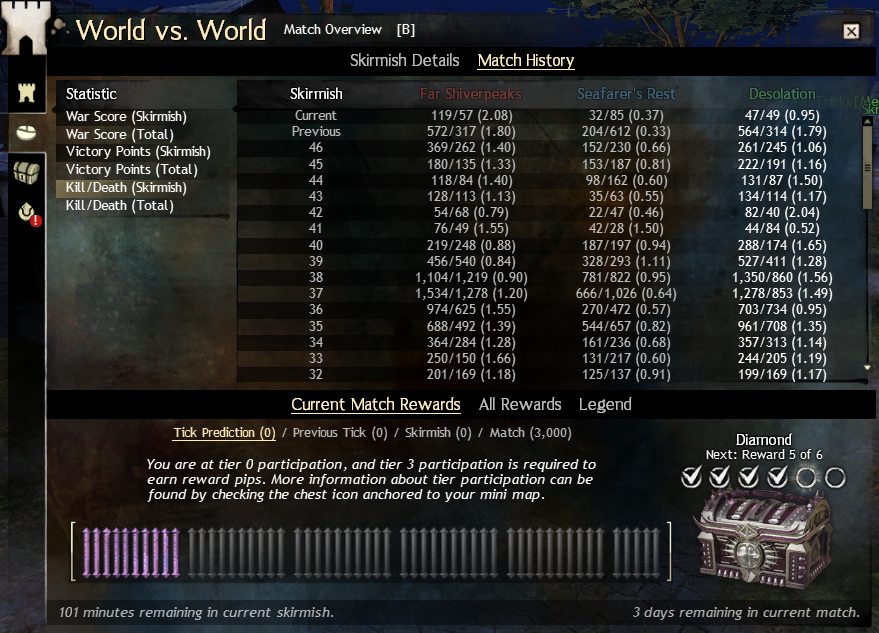 World vs. World Match Overview [B]
Skirmish Details Match History
Statistic Skirmish Far Shiverpeaks Seafarer's Rest Desolation
War Score (Skirmish) Current 119/57 (2.08) 32/85 (0.37) 47/49 (0.95)
War Score (Total) Previous 572/317 (1.80) 204/612 (0.33) 564/314 (1.79)
Victory Points (Skirmish) 46 369/262 (1.40) 152/230 (0.66) 261/245 (1.06)
Victory Points (Total) 45 180/135 (1.33) 153/187 (0.81) 222/191 (1.16)
Kill/Death (Skirmish) 44 118/84 (1.40) 98/162 (0.60) 131/87 (1.50)
Kill/Death (Total) 43 128/113 (1.13) 35/63 (0.55) 134/114 (1.17)
42 54/68 (0.79) 22/47 (0.46) 82/40 (2.04)
41 76/49 (1.55) 42/28 (1.50) 44/84 (0.52)
40 219/248 (0.88) 187/197 (0.94) 288/174 (1.65)
39 456/540 (0.84) 328/293 (1.11) 527/411 (1.28)
38 1,104/1,219 (0.90) 781/822 (0.95) 1,350/860 (1.56)
37 1,534/1,278 (1.20) 666/1,026 (0.64) 1,278/853 (1.49)
36 974/625 (1.55) 270/472 (0.57) 703/734 (0.95)
35 688/492 (1.39) 544/657 (0.82) 961/708 (1.35)
34 364/284 (1.28) 161/236 (0.68) 357/313 (1.14)
33 250/150 (1.66) 131/217 (0.60) 244/205 (1.19)
32 201/169 (1.18) 125/137 (0.91) 199/169 (1.17)
Current Match Rewards All Rewards Legend
Tick Prediction (0) / Previous Tick (0) / Skirmish (0) / Match (3,000)
Diamond
Next: Reward 5 of 6
You are at tier 0 participation, and tier 3 participation is required to
earn reward pips. More information about tier participation can be
found by checking the chest icon anchored to your mini map.
101 minutes remaining in current skirmish. 3 days remaining in current match.